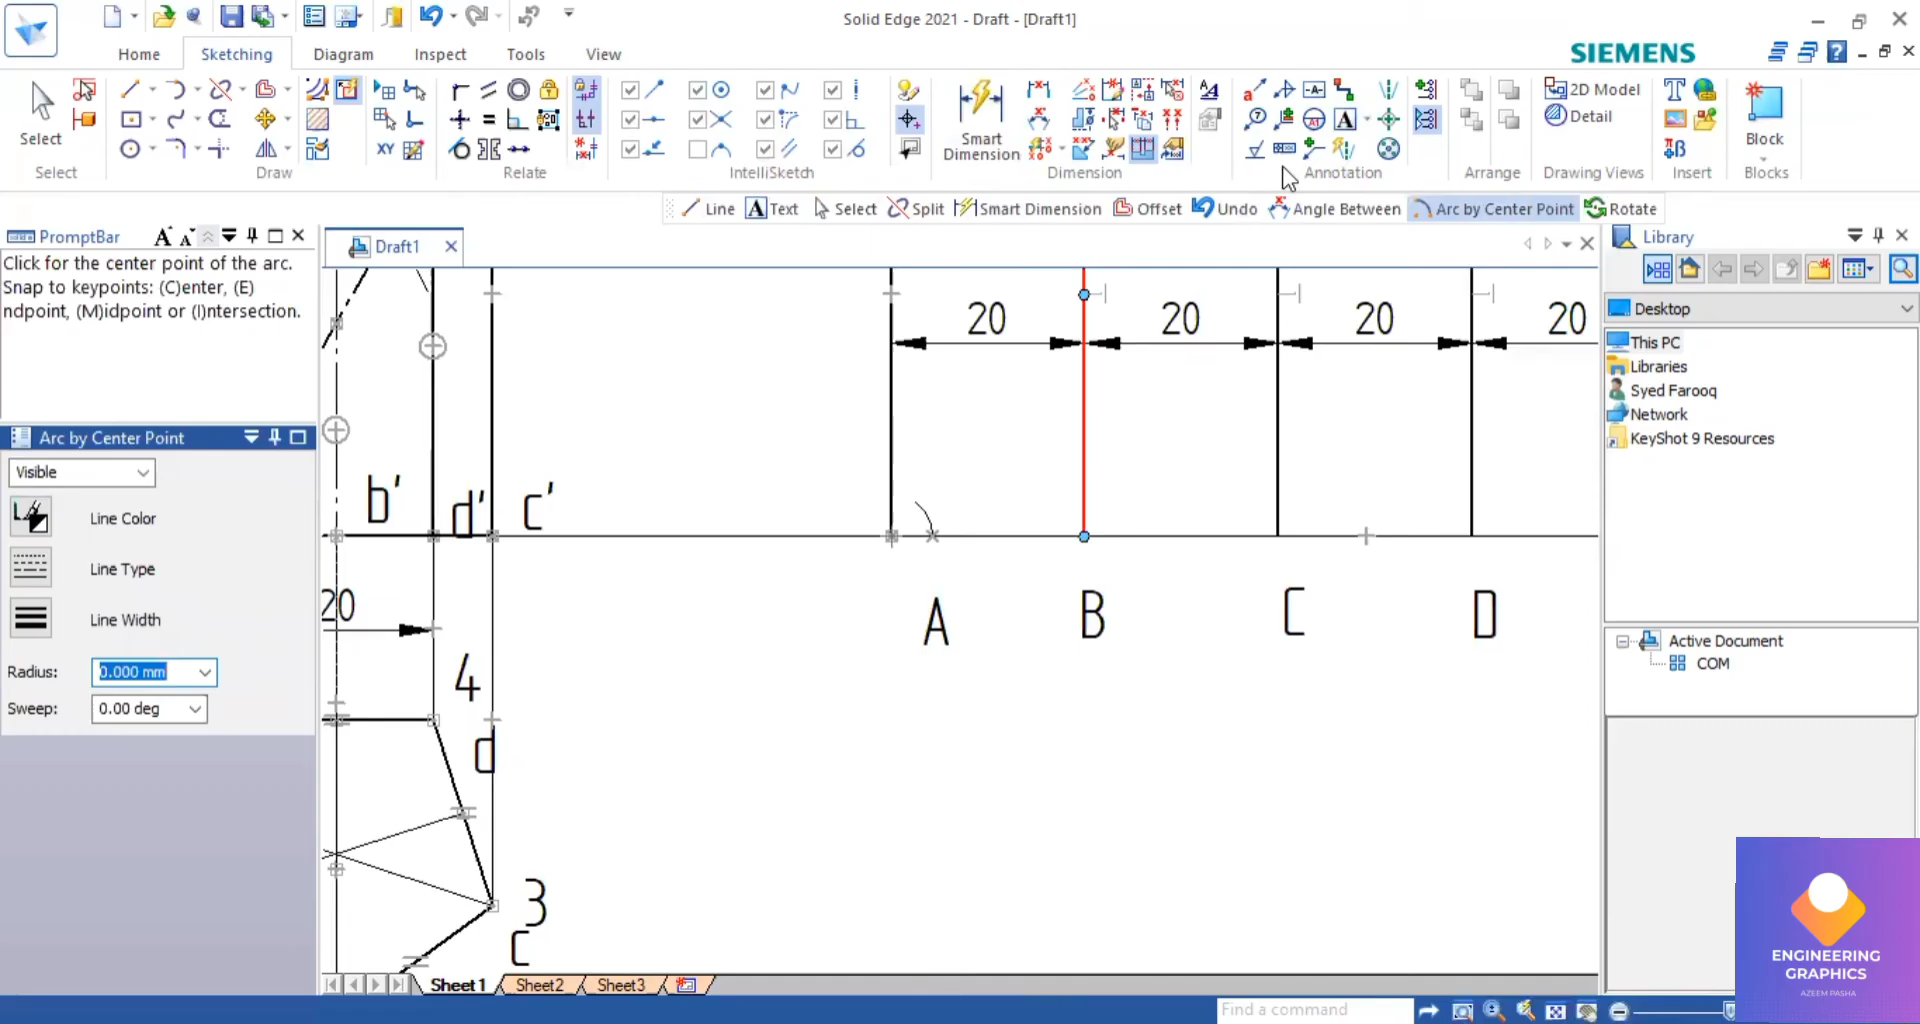 Solid Edge 2021 - Draft - [Draft1]
Home
Sketching
Diagram
Inspect
Tools
View
SIEMENS
Select
Smart
Dimension
2D Model
Detail
Block
Select
Draw
Relate
IntelliSketch
Dimension
Annotation
Arrange
Drawing Views
Insert
Blocks
Line
Text
Select
Split
Smart Dimension
Offset
Undo
Angle Between
Arc by Center Point
Rotate
PromptBar
Click for the center point of the arc.
Snap to keypoints: (C)enter, (E)
ndpoint, (M)idpoint or (I)ntersection.
Draft1
Library
Desktop
This PC
Libraries
Syed Farooq
Network
KeyShot 9 Resources
Active Document
COM
Arc by Center Point
Visible
Line Color
Line Type
Line Width
Radius:
0.000 mm
Sweep:
0.00 deg
20
20
20
20
b'
d'
c'
20
A
B
C
D
4
d
3
C
Sheet1
Sheet2
Sheet3
Find a command
ENGINEERING
GRAPHICS
AZEEM PASHA